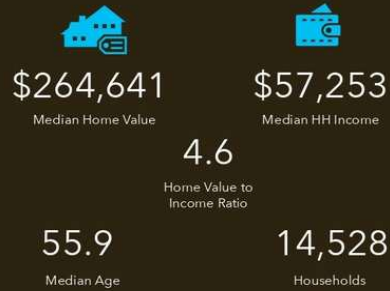 $264,641
Median Home Value
$57,253
Median HH Income
4.6
Home Value to
Income Ratio
55.9
Median Age
14,528
Households